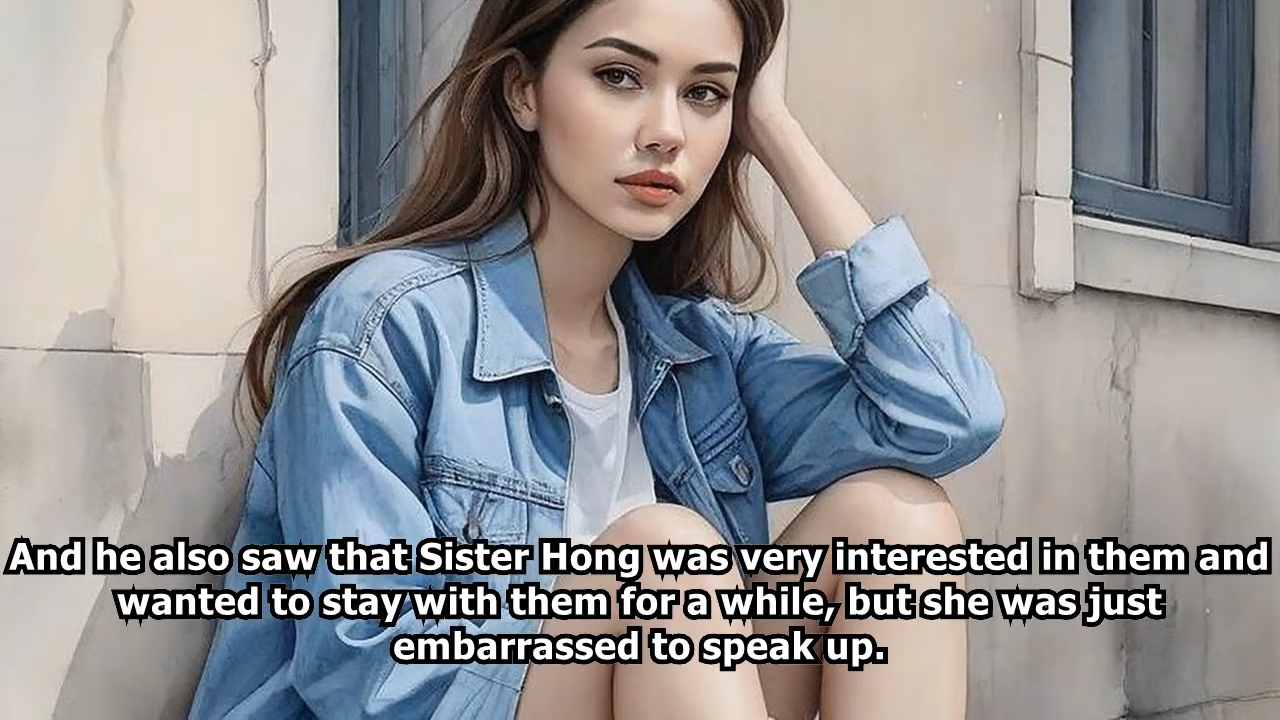 And he also saw that Sister Hong was very interested in them and
wanted to stay with them for a while, but she was just
embarrassed to speak up.